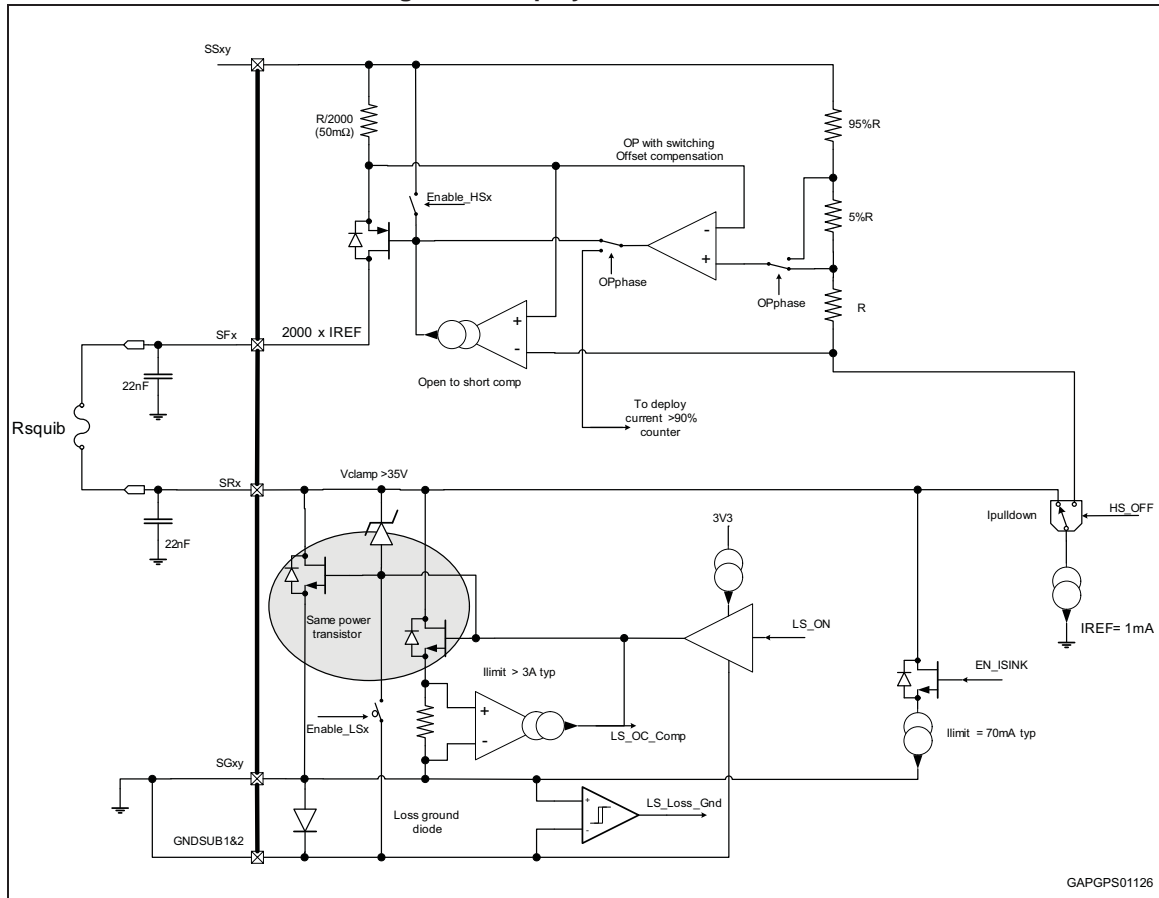 SSxy
R/2000
(50mΩ)
95%R
OP with switching
Offset compensation
Enable_HSx
5%R
-
+
OPphase
OPphase
R
SFx
2000 x IREF
+
-
22nF
Open to short comp
To deploy
current >90%
counter
Rsquib
Vclamp >35V
SRx
22nF
3V3
Ipulldown
HS_OFF
Same power
transistor
LS_ON
IREF= 1mA
Ilimit > 3A typ
EN_ISINK
+
-
Enable_LSx
LS_OC_Comp
Ilimit = 70mA typ
SGxy
Loss ground
diode
+
-
LS_Loss_Gnd
GNDSUB1&2
GAPGPS01126